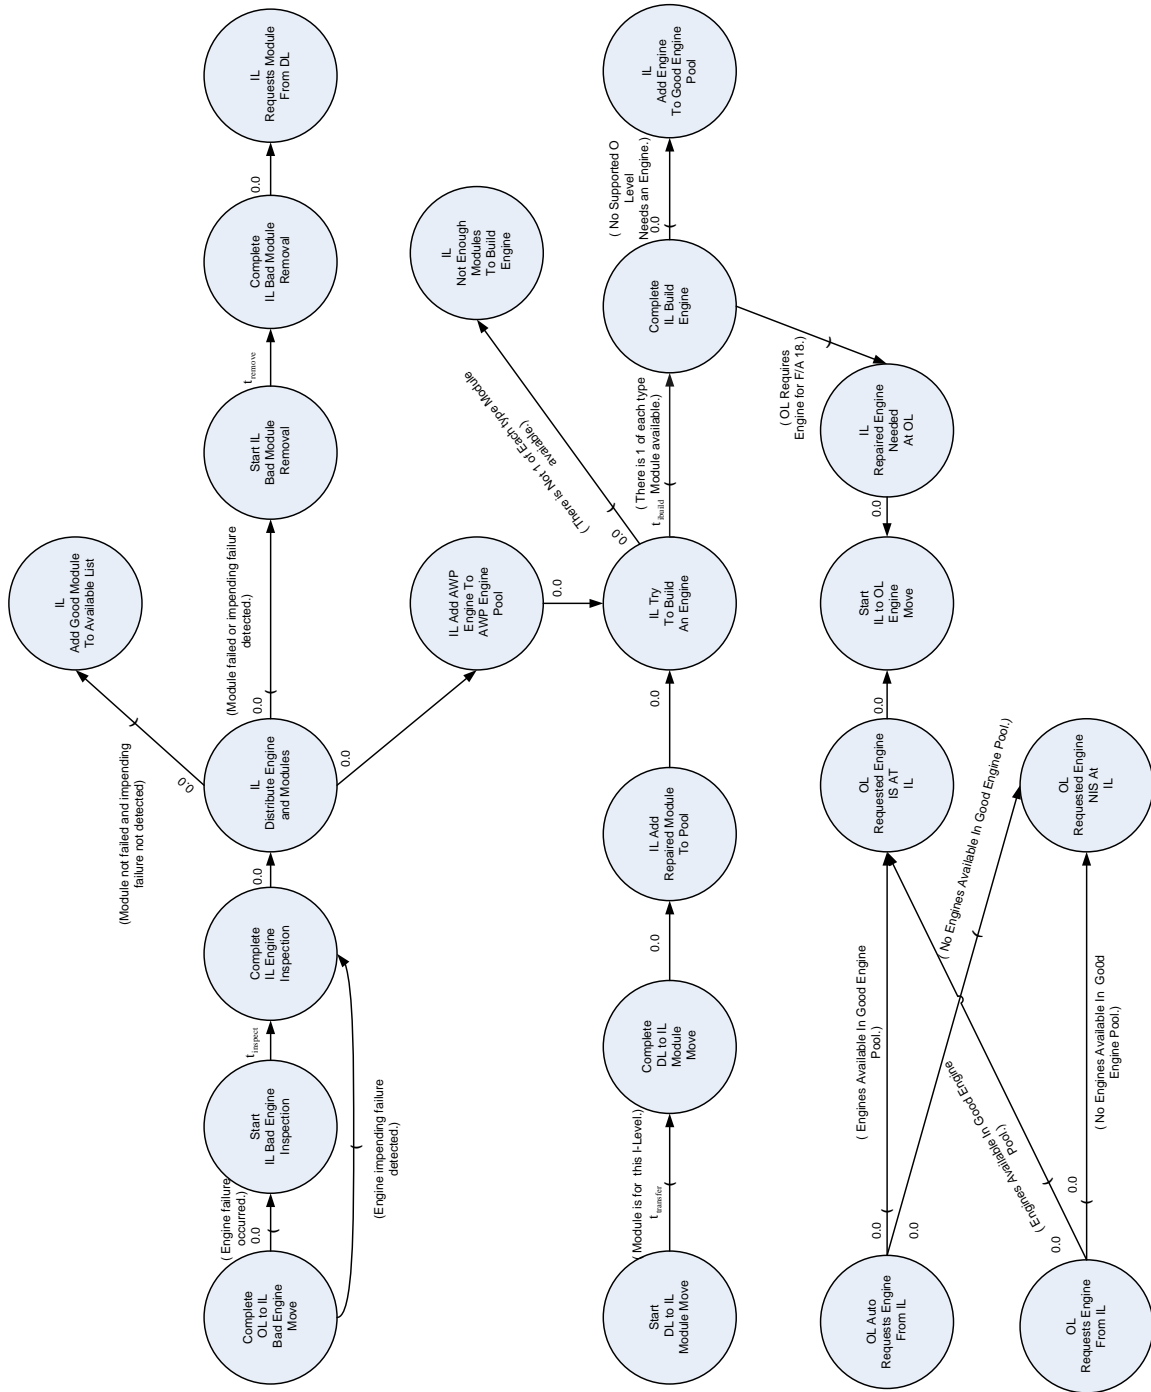 IL
Requests Module
From DL
0.0
Complete
IL Bad Module
Removal
t remove
Start IL
Bad Module
Removal
(Module failed or impending failure
detected.)
0.0
IL
Add Good Module
To Available List
(Module not failed and impending
failure not detected)
0.0
IL
Distribute Engine
and Modules
0.0
0.0
Complete
IL Engine
Inspection
t inspect
Start
IL Bad Engine
Inspection
( Engine failure
occurred.)
0.0
(Engine impending failure
detected.)
Complete
OL to IL
Bad Engine
Move
IL
Add Engine
To Good Engine
Pool
( No Supported O
Level
Needs an Engine.)
0.0
IL
Not Enough
Modules
To Build
Engine
Complete
IL Build
Engine
( There is Not 1 of Each type Module
avaiable.)
0.0
( There is 1 of each type
Module available.)
t ibuild
IL Add AWP
Engine To
AWP Engine
Pool
0.0
IL Try
To Build
An Engine
0.0
IL Add
Repaired Module
To Pool
0.0
Complete
DL to IL
Module
Move
( Module is for this I-Level.)
t transfer
Start
DL to IL
Module Move
( OL Requires
Engine for F/A 18.)
IL
Repaired Engine
Needed
At OL
0.0
Start
IL to OL
Engine
Move
0.0
OL
Requested Engine
IS AT
IL
OL
Requested Engine
NIS At
IL
( Engines Available In Good Engine
Pool.)
0.0
( No Engines Available In Good Engine Pool.)
0.0
( Engines Available In Good Engine
Pool.)
0.0
( No Engines Available In Go0d
Engine Pool.)
0.0
OL Auto
Requests Engine
From IL
OL
Requests Engine
From IL